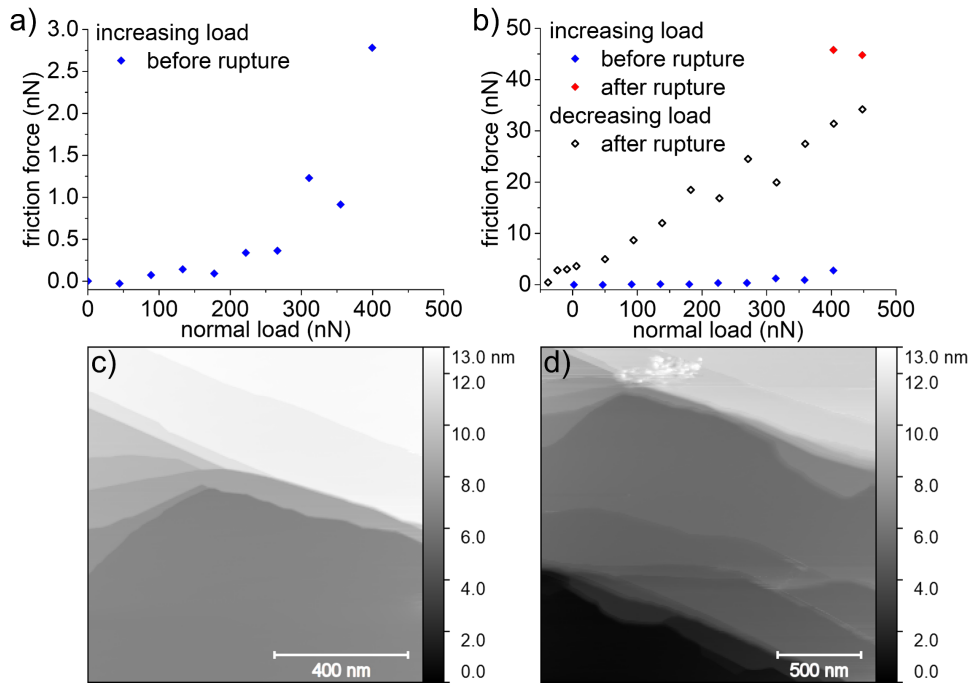 a)
increasing load
before rupture
friction force (nN)
3.0
2.5
2.0
1.5
1.0
0.5
0.0
0 100 200 300 400 500
normal load (nN)
b)
increasing load
before rupture
after rupture
decreasing load
after rupture
friction force (nN)
50
40
30
20
10
0
0 100 200 300 400 500
normal load (nN)
c)
400 nm
13.0 nm
12.0
10.0
8.0
6.0
4.0
2.0
0.0
d)
500 nm
13.0 nm
12.0
10.0
8.0
6.0
4.0
2.0
0.0